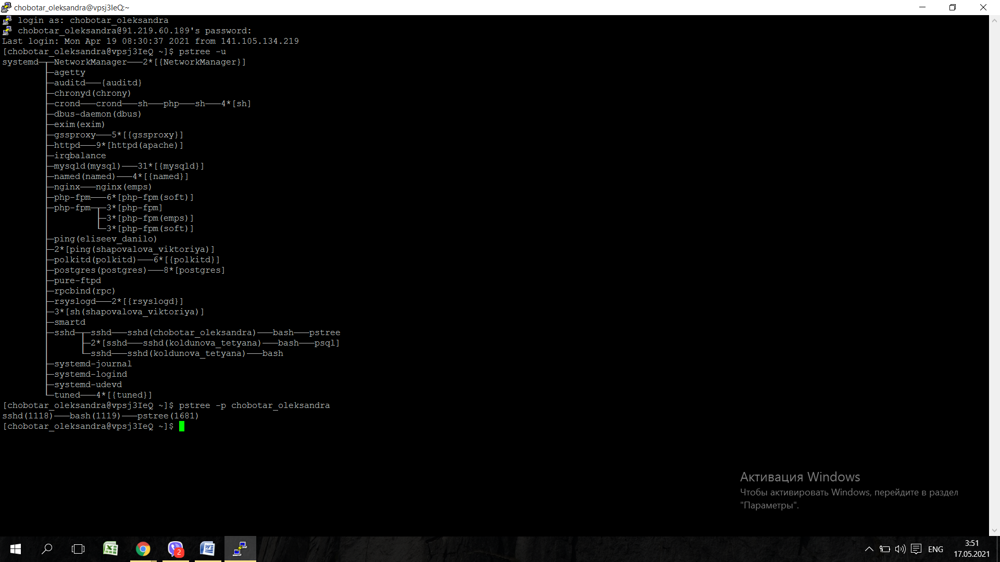 chobotar_oleksandra@vpsj3IeQ:~
login as: chobotar_oleksandra
chobotar_oleksandra@91.219.60.189's password:
Last login: Mon Apr 19 08:30:37 2021 from 141.105.134.219
[chobotar_oleksandra@vpsj3IeQ ~]$ pstree -u
systemd─┬─NetworkManager───2*[{NetworkManager}]
        ├─agetty
        ├─auditd───{auditd}
        ├─chronyd(chrony)
        ├─crond───crond───sh───php───sh───4*[sh]
        ├─dbus-daemon(dbus)
        ├─exim(exim)
        ├─gssproxy───5*[{gssproxy}]
        ├─httpd───9*[httpd(apache)]
        ├─irqbalance
        ├─mysqld(mysql)───31*[{mysqld}]
        ├─named(named)───4*[{named}]
        ├─nginx───nginx(emps)
        ├─php-fpm───6*[php-fpm(soft)]
        ├─php-fpm─┬─3*[php-fpm]
        │         ├─3*[php-fpm(emps)]
        │         └─3*[php-fpm(soft)]
        ├─ping(eliseev_danilo)
        ├─2*[ping(shapovalova_viktoriya)]
        ├─polkitd(polkitd)───6*[{polkitd}]
        ├─postgres(postgres)───8*[postgres]
        ├─pure-ftpd
        ├─rpcbind(rpc)
        ├─rsyslogd───2*[{rsyslogd}]
        ├─3*[sh(shapovalova_viktoriya)]
        ├─smartd
        ├─sshd─┬─sshd───sshd(chobotar_oleksandra)───bash───pstree
        │      ├─2*[sshd───sshd(koldunova_tetyana)───bash───psql]
        │      └─sshd───sshd(koldunova_tetyana)───bash
        ├─systemd-journal
        ├─systemd-logind
        ├─systemd-udevd
        └─tuned───4*[{tuned}]
[chobotar_oleksandra@vpsj3IeQ ~]$ pstree -p chobotar_oleksandra
sshd(1118)───bash(1119)───pstree(1681)
[chobotar_oleksandra@vpsj3IeQ ~]$
Активация Windows
Чтобы активировать Windows, перейдите в раздел
"Параметры".
2
ENG
3:51
17.05.2021